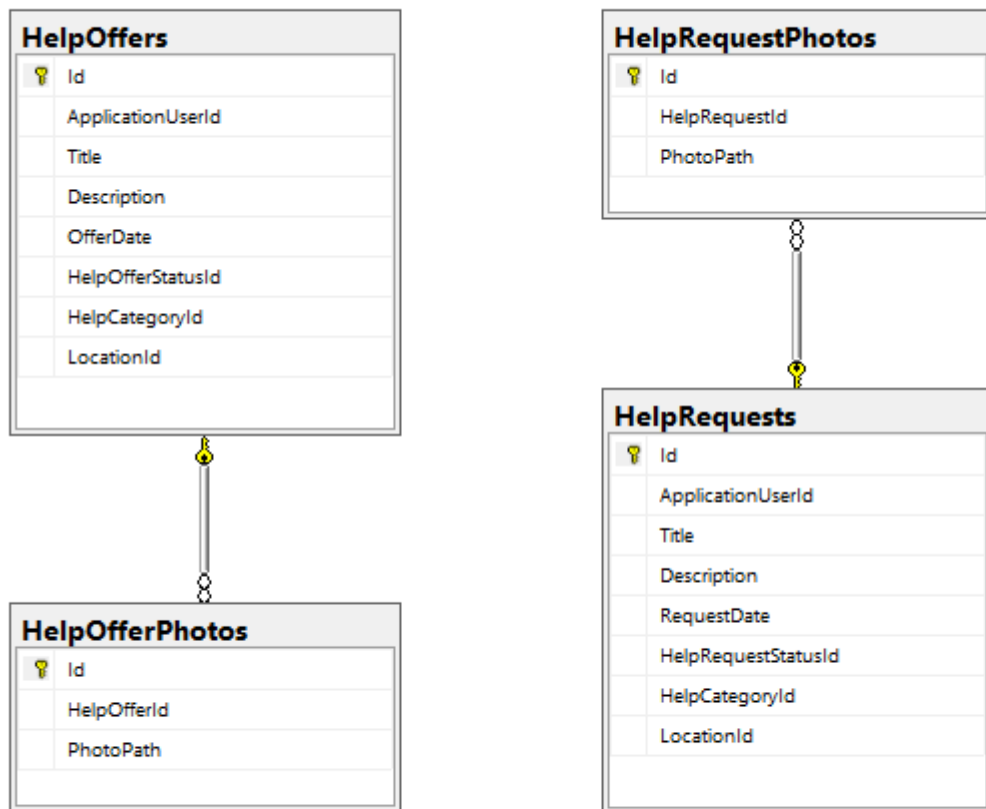 HelpOffers
Id
ApplicationUserId
Title
Description
OfferDate
HelpOfferStatusId
HelpCategoryId
LocationId
HelpOfferPhotos
Id
HelpOfferId
PhotoPath
HelpRequestPhotos
Id
HelpRequestId
PhotoPath
HelpRequests
Id
ApplicationUserId
Title
Description
RequestDate
HelpRequestStatusId
HelpCategoryId
LocationId